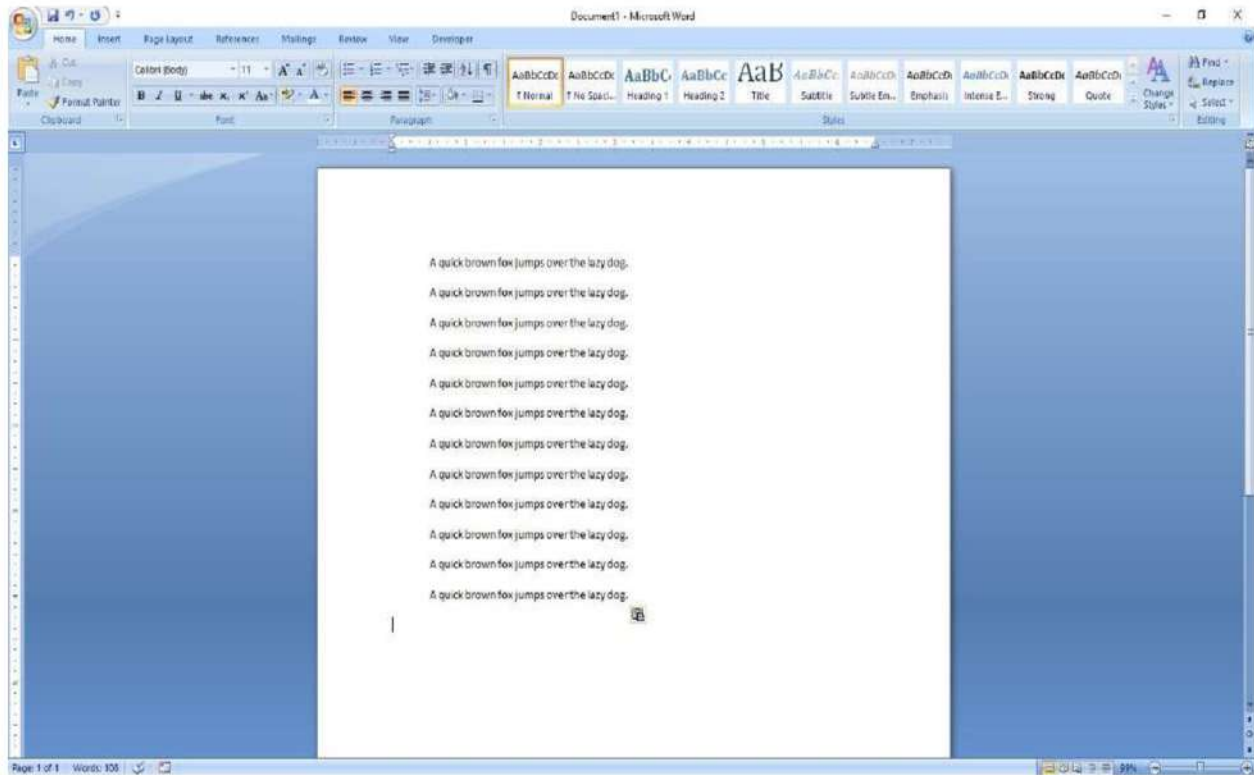 Document1 - Microsoft Word
Home Insert Page Layout References Mailings Review View Developer
Cut
Copy
Paste
Format Painter
Clipboard
Calibri (Body) 11
Font
Paragraph
AaBbCcDc AaBbCcDc AaBbC AaBbCc AaB AaBbCc AaBbCcDi AaBbCcDi AaBbCcDi AaBbCcDc AaBbCcDi
¶ Normal ¶ No Spaci... Heading 1 Heading 2 Title Subtitle Subtle Em... Emphasis Intense E... Strong Quote
Change Styles
Styles
Find
Replace
Select
Editing
A quick brown fox jumps over the lazy dog.
A quick brown fox jumps over the lazy dog.
A quick brown fox jumps over the lazy dog.
A quick brown fox jumps over the lazy dog.
A quick brown fox jumps over the lazy dog.
A quick brown fox jumps over the lazy dog.
A quick brown fox jumps over the lazy dog.
A quick brown fox jumps over the lazy dog.
A quick brown fox jumps over the lazy dog.
A quick brown fox jumps over the lazy dog.
A quick brown fox jumps over the lazy dog.
A quick brown fox jumps over the lazy dog.
Page: 1 of 1 Words: 108
99%